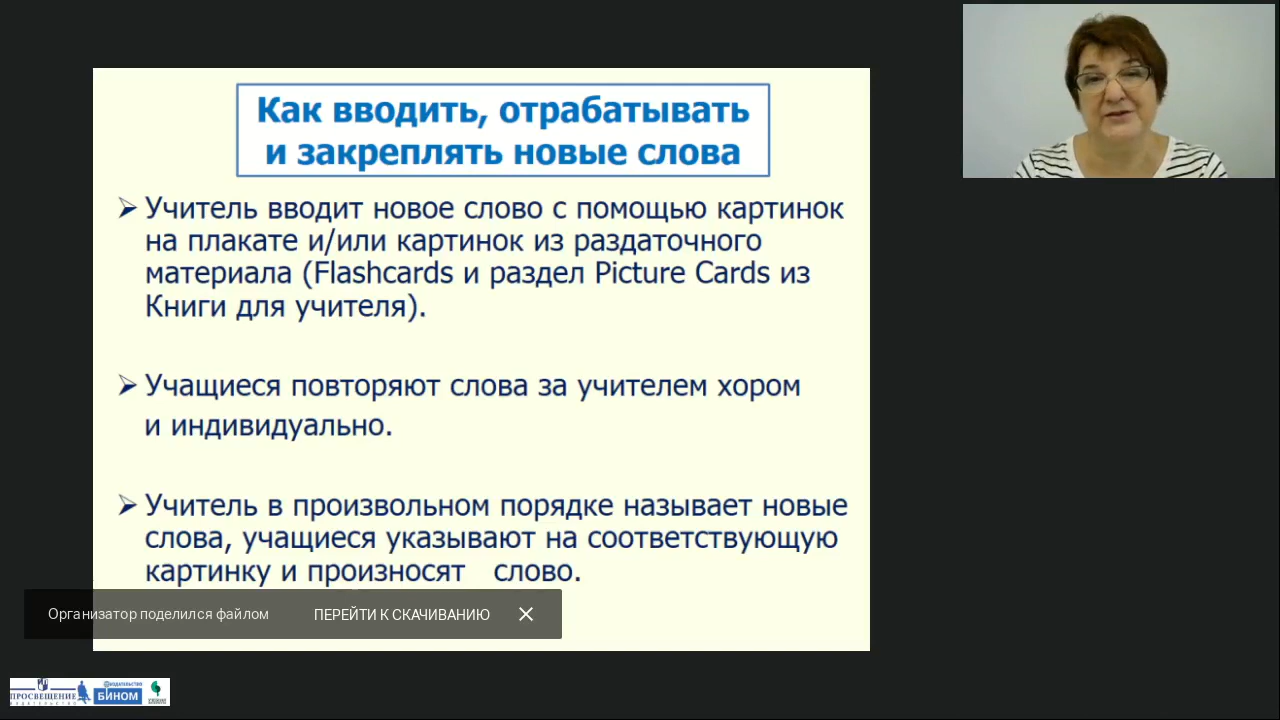 Как вводить, отрабатывать
и закреплять новые слова
Учитель вводит новое слово с помощью картинок
на плакате и/или картинок из раздаточного
материала (Flashcards и раздел Picture Cards из
Книги для учителя).
Учащиеся повторяют слова за учителем хором
и индивидуально.
Учитель в произвольном порядке называет новые
слова, учащиеся указывают на соответствующую
картинку и произносят слово.
Организатор поделился файлом ПЕРЕЙТИ К СКАЧИВАНИЮ
ПРОСВЕЩЕНИЕ
ИЗДАТЕЛЬСТВО
ИЗДАТЕЛЬСТВО
БИНОМ